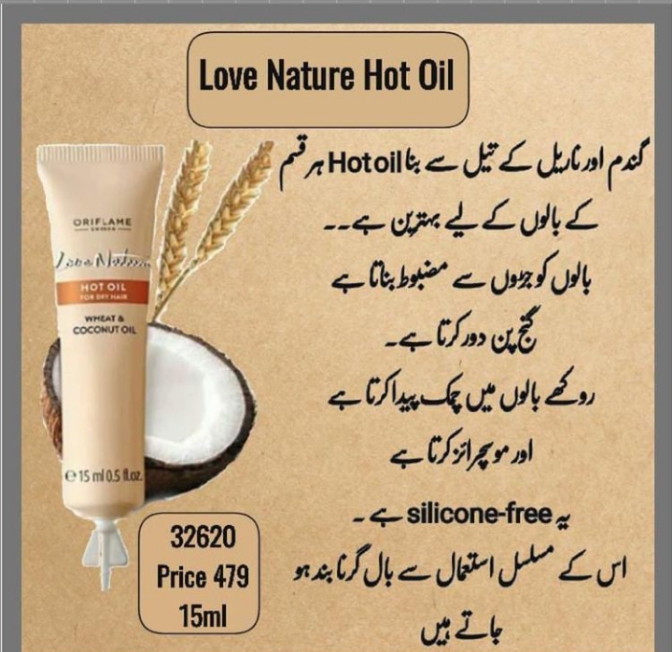 Love Nature Hot Oil
گندم اور ناریل کے تیل سے بنا Hot oil ہر قسم
کے بالوں کے لیے بہترین ہے۔۔
بالوں کو جڑوں سے مضبوط بناتا ہے
گنج پن دور کرتا ہے۔
روکھے بالوں میں چمک پیدا کرتا ہے
اور موسچرائز کرتا ہے
یہ silicone-free ہے ۔
اس کے مسلسل استعمال سے بال گرنا بند ہو
جاتے ہیں
ORIFLAME
SWEDEN
Love Nature
HOT OIL
FOR DRY HAIR
WHEAT &
COCONUT OIL
℮ 15 ml 0.5 fl.oz.
32620
Price 479
15ml